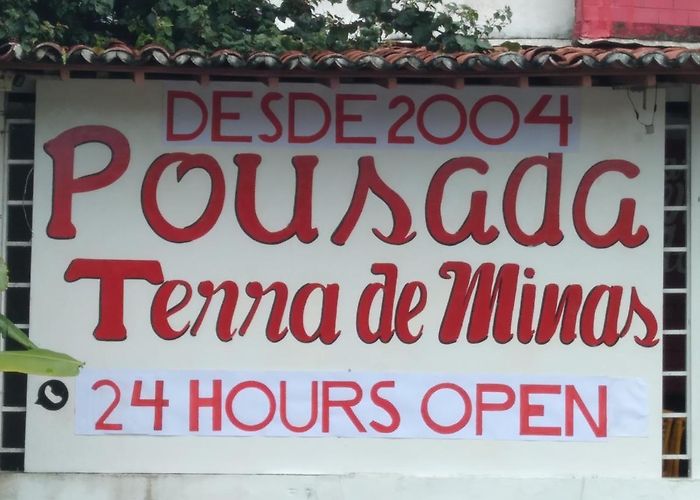 DESDE 2004
Pousada
Terra de Minas
24 HOURS OPEN